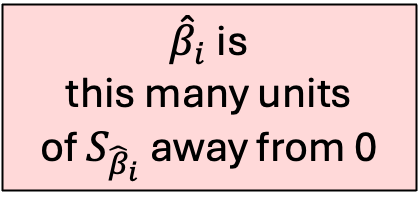 β̂ᵢ is
this many units
of S_β̂ᵢ away from 0